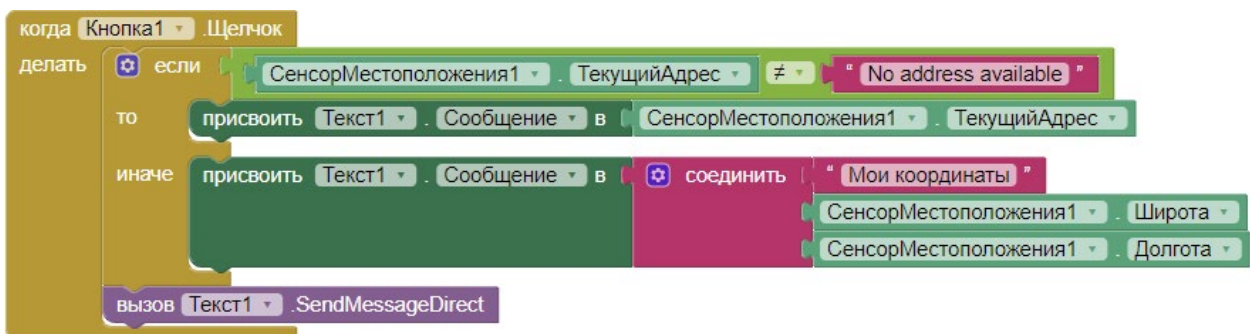 когда Кнопка1 .Щелчок
делать если СенсорМестоположения1 . ТекущийАдрес ≠ " No address available "
то присвоить Текст1 . Сообщение в СенсорМестоположения1 . ТекущийАдрес
иначе присвоить Текст1 . Сообщение в соединить " Мои координаты "
СенсорМестоположения1 . Широта
СенсорМестоположения1 . Долгота
вызов Текст1 .SendMessageDirect